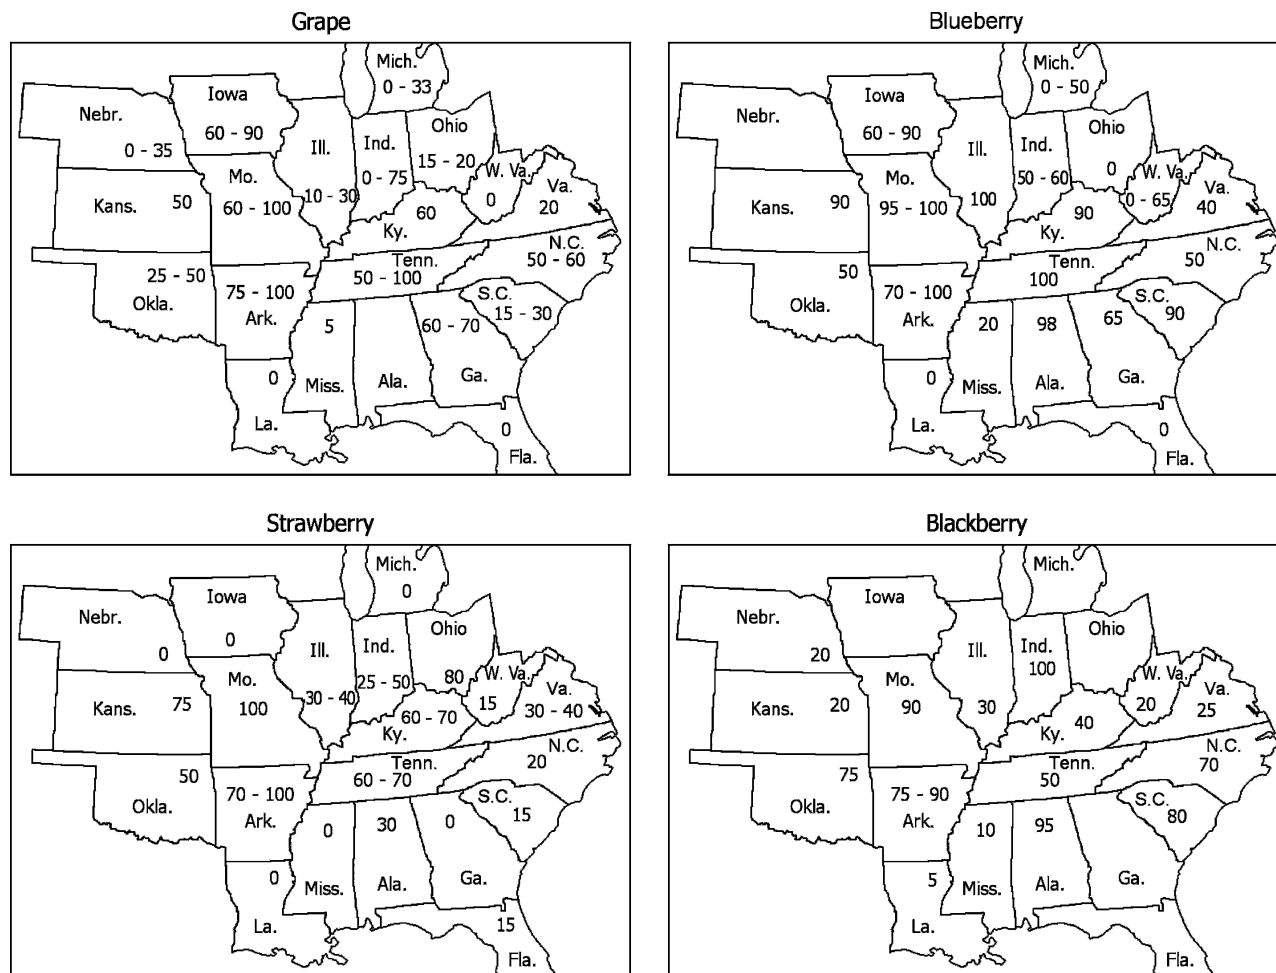 Grape
Mich.
0 - 33
Iowa
Nebr.
60 - 90
Ohio
Ill.
Ind.
0 - 35
15 - 20
W. Va.
Mo.
0 - 75
Va.
Kans.
50
60 - 100
10 - 30
60
0
20
Ky.
N.C.
25 - 50
Tenn.
50 - 60
50 - 100
Okla.
75 - 100
S.C.
15 - 30
Ark.
5
60 - 70
0
Miss.
Ala.
Ga.
La.
0
Fla.
Blueberry
Mich.
0 - 50
Iowa
Nebr.
60 - 90
Ohio
Ill.
Ind.
0
W. Va.
Mo.
50 - 60
Va.
Kans.
90
95 - 100
100
90
0 - 65
40
Ky.
N.C.
50
Tenn.
50
100
Okla.
70 - 100
S.C.
90
Ark.
20
98
65
0
Miss.
Ala.
Ga.
La.
0
Fla.
Strawberry
Mich.
0
Iowa
Nebr.
0
Ohio
Ill.
Ind.
0
80
W. Va.
Mo.
25 - 50
Va.
Kans.
75
100
30 - 40
60 - 70
15
30 - 40
Ky.
N.C.
50
Tenn.
20
60 - 70
Okla.
70 - 100
S.C.
15
Ark.
0
30
0
0
Miss.
Ala.
Ga.
La.
15
Fla.
Blackberry
Mich.
Iowa
Nebr.
Ohio
Ill.
Ind.
20
100
W. Va.
Mo.
Va.
Kans.
20
90
30
40
20
25
Ky.
N.C.
75
Tenn.
70
50
Okla.
75 - 90
S.C.
80
Ark.
10
95
5
Miss.
Ala.
Ga.
La.
Fla.